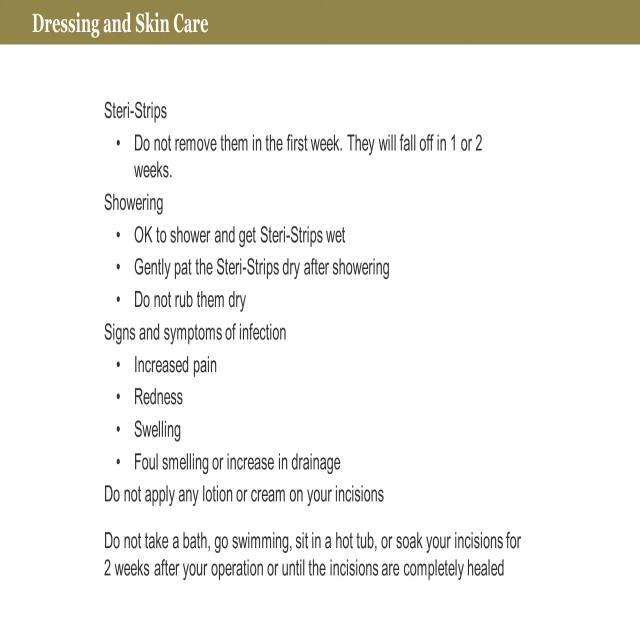 Dressing and Skin Care
Steri-Strips
• Do not remove them in the first week. They will fall off in 1 or 2
weeks.
Showering
• OK to shower and get Steri-Strips wet
• Gently pat the Steri-Strips dry after showering
• Do not rub them dry
Signs and symptoms of infection
• Increased pain
• Redness
• Swelling
• Foul smelling or increase in drainage
Do not apply any lotion or cream on your incisions
Do not take a bath, go swimming, sit in a hot tub, or soak your incisions for
2 weeks after your operation or until the incisions are completely healed